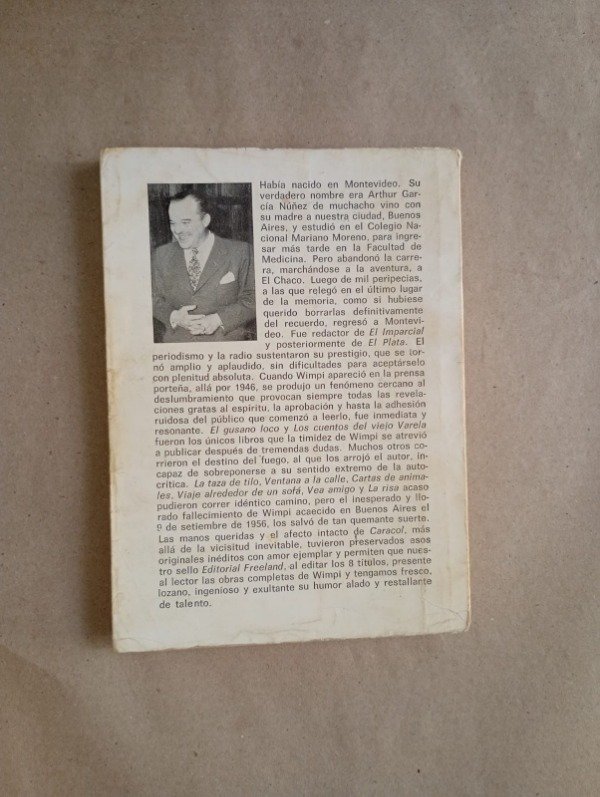 Había nacido en Montevideo. Su
verdadero nombre era Arthur Gar-
cía Núñez de muchacho vino con
su madre a nuestra ciudad, Buenos
Aires, y estudió en el Colegio Na-
cional Mariano Moreno, para ingre-
sar más tarde en la Facultad de
Medicina. Pero abandonó la carre-
ra, marchándose a la aventura, a
El Chaco. Luego de mil peripecias,
a las que relegó en el último lugar
de la memoria, como si hubiese
querido borrarlas definitivamente
del recuerdo, regresó a Montevi-
deo. Fue redactor de El Imparcial
y posteriormente de El Plata. El
periodismo y la radio sustentaron su prestigio, que se tor-
nó amplio y aplaudido, sin dificultades para aceptárselo
con plenitud absoluta. Cuando Wimpi apareció en la prensa
porteña, allá por 1946, se produjo un fenómeno cercano al
deslumbramiento que provocan siempre todas las revela-
ciones gratas al espíritu, la aprobación y hasta la adhesión
ruidosa del público que comenzó a leerlo, fue inmediata y
resonante. El gusano loco y Los cuentos del viejo Varela
fueron los únicos libros que la timidez de Wimpi se atrevió
a publicar después de tremendas dudas. Muchos otros co-
rrieron el destino del fuego, al que los arrojó el autor, inca-
paz de sobreponerse a su sentido extremo de la auto-
crítica. La taza de tilo, Ventana a la calle, Cartas de anima-
les, Viaje alrededor de un sofá, Vea amigo y La risa acaso
pudieron correr idéntico camino, pero el inesperado y llo-
rado fallecimiento de Wimpi acaecido en Buenos Aires el
9 de setiembre de 1956, los salvó de tan quemante suerte.
Las manos queridas y el afecto intacto de Caracol, más
allá de la vicisitud inevitable, tuvieron preservados asos
originales inéditos con amor ejemplar y permiten que nues-
tro sello Editorial Freeland, al editar los 8 títulos, presente
al lector las obras completas de Wimpi y tengamos fresco,
lozano, ingenioso y exultante su humor alado y restallante
de talento.